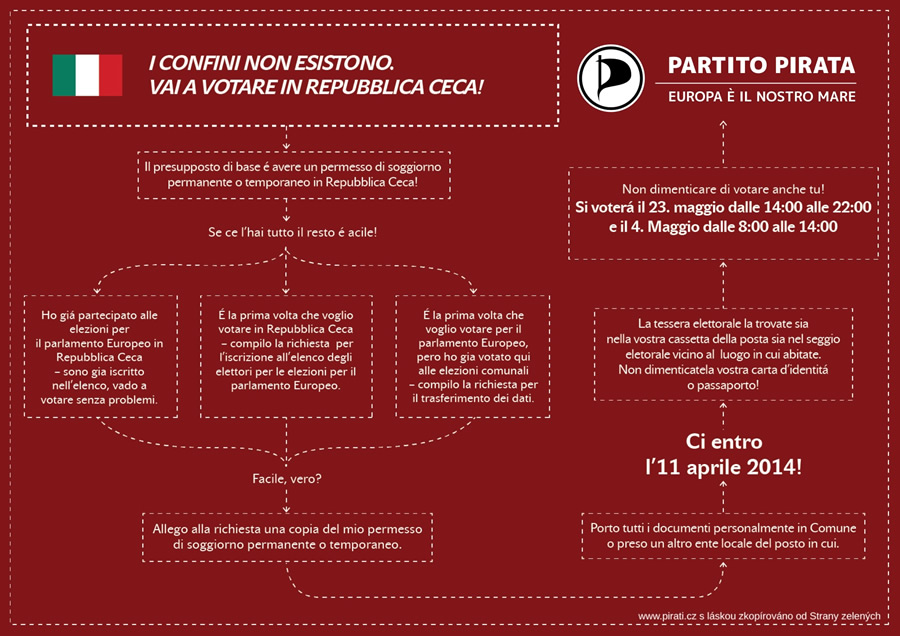 I CONFINI NON ESISTONO.
VAI A VOTARE IN REPUBBLICA CECA!
Il presupposto di base é avere un permesso di soggiorno
permanente o temporaneo in Repubblica Ceca!
Se ce l'hai tutto il resto é acile!
Ho giá partecipato alle
elezioni per
il parlamento Europeo in
Repubblica Ceca
– sono gia iscritto
nell'elenco, vado a
votare senza problemi.
É la prima volta che voglio
votare in Repubblica Ceca
– compilo la richiesta per
l'iscrizione all'elenco degli
elettori per le elezioni per il
parlamento Europeo.
É la prima volta che
voglio votare per il
parlamento Europeo,
pero ho gia votato qui
alle elezioni comunali
– compilo la richiesta per
il trasferimento dei dati.
Facile, vero?
Allego alla richiesta una copia del mio permesso
di soggiorno permanente o temporaneo.
Porto tutti i documenti personalmente in Comune
o preso un altro ente locale del posto in cui.
Ci entro
l'11 aprile 2014!
La tessera elettorale la trovate sia
nella vostra cassetta della posta sia nel seggio
eletorale vicino al luogo in cui abitate.
Non dimenticatela vostra carta d'identitá
o passaporto!
Non dimenticare di votare anche tu!
Si voterá il 23. maggio dalle 14:00 alle 22:00
e il 4. Maggio dalle 8:00 alle 14:00
PARTITO PIRATA
EUROPA È IL NOSTRO MARE
www.pirati.cz s láskou zkopírováno od Strany zelených